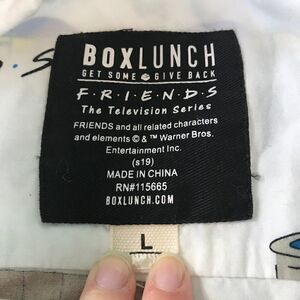 BOXLUNCH
GET SOME GIVE BACK
F·R·I·E·N·D·S
The Television Series
FRIENDS and all related characters
and elements © & ™ Warner Bros.
Entertainment Inc.
(s19)
MADE IN CHINA
RN#115665
BOXLUNCH.COM
L